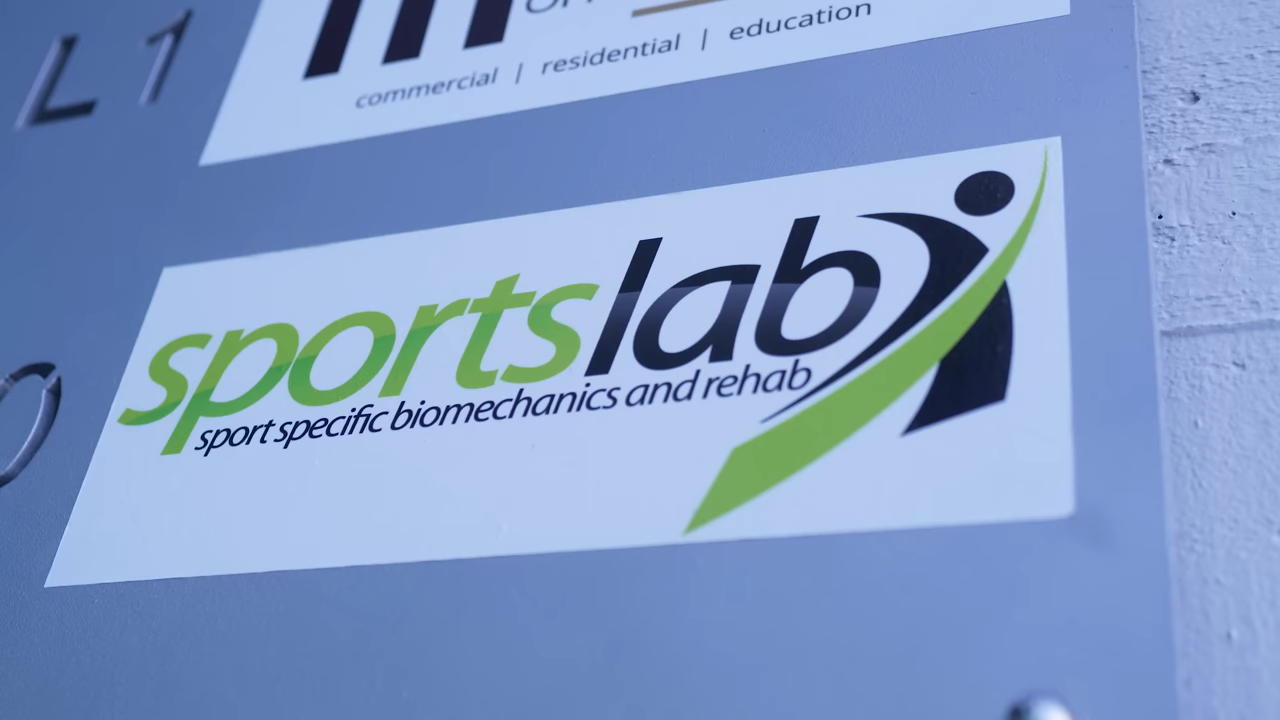 L1
commercial | residential | education
sportslab
sport specific biomechanics and rehab